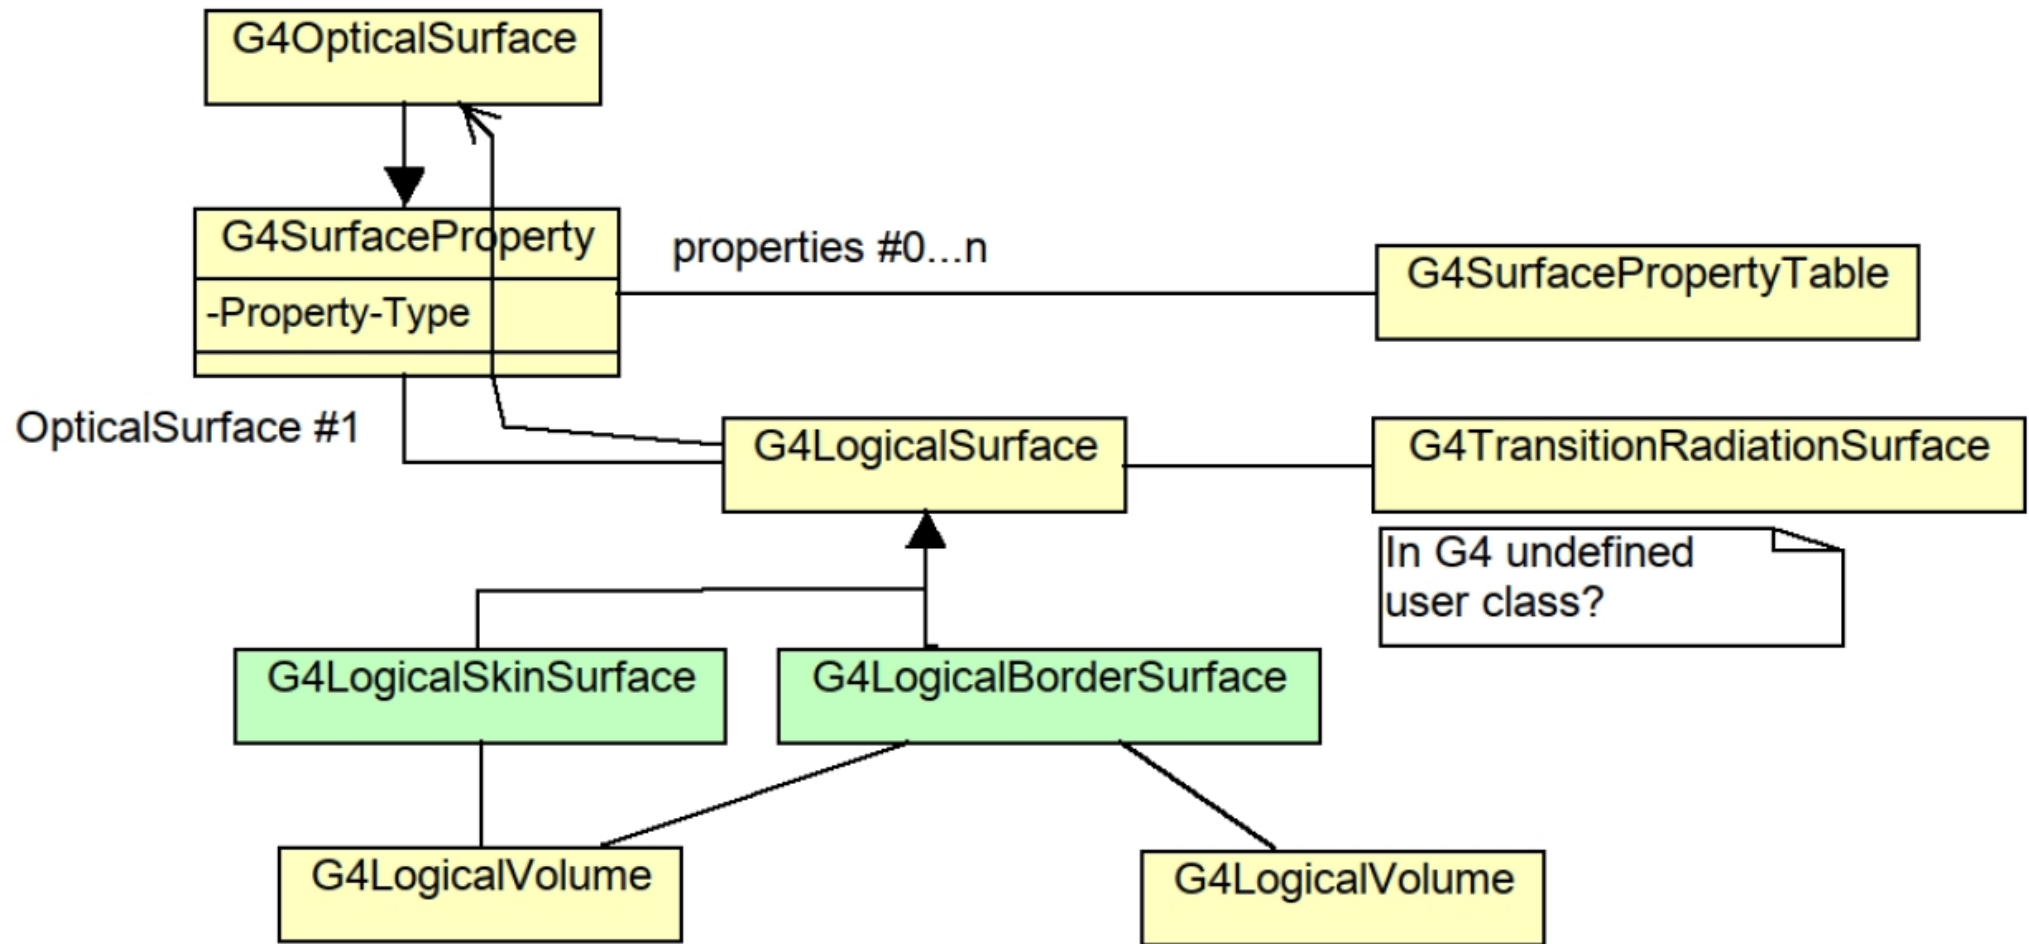 G4OpticalSurface
G4SurfaceProperty
-Property-Type
properties #0...n
G4SurfacePropertyTable
OpticalSurface #1
G4LogicalSurface
G4TransitionRadiationSurface
In G4 undefined
user class?
G4LogicalSkinSurface
G4LogicalBorderSurface
G4LogicalVolume
G4LogicalVolume